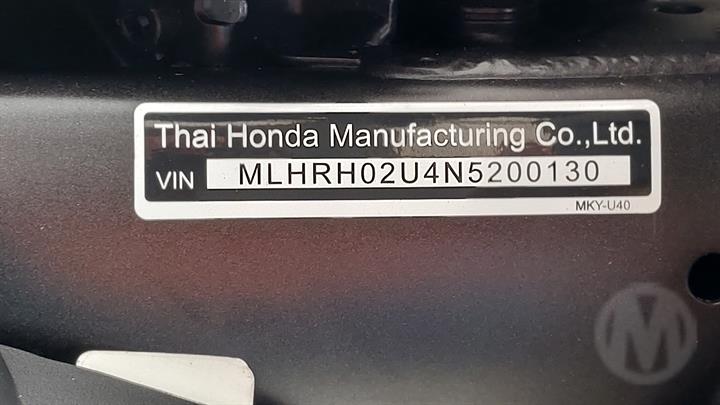 Thai Honda Manufacturing Co.,Ltd.
VIN MLHRH02U4N5200130
MKY-U40
M